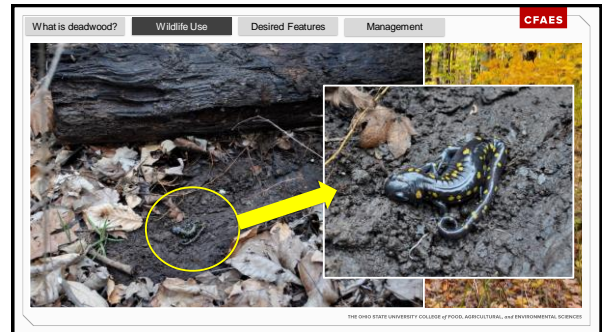 What is deadwood?
Wildlife Use
Desired Features
Management
CFAES
THE OHIO STATE UNIVERSITY COLLEGE of FOOD, AGRICULTURAL, and ENVIRONMENTAL SCIENCES